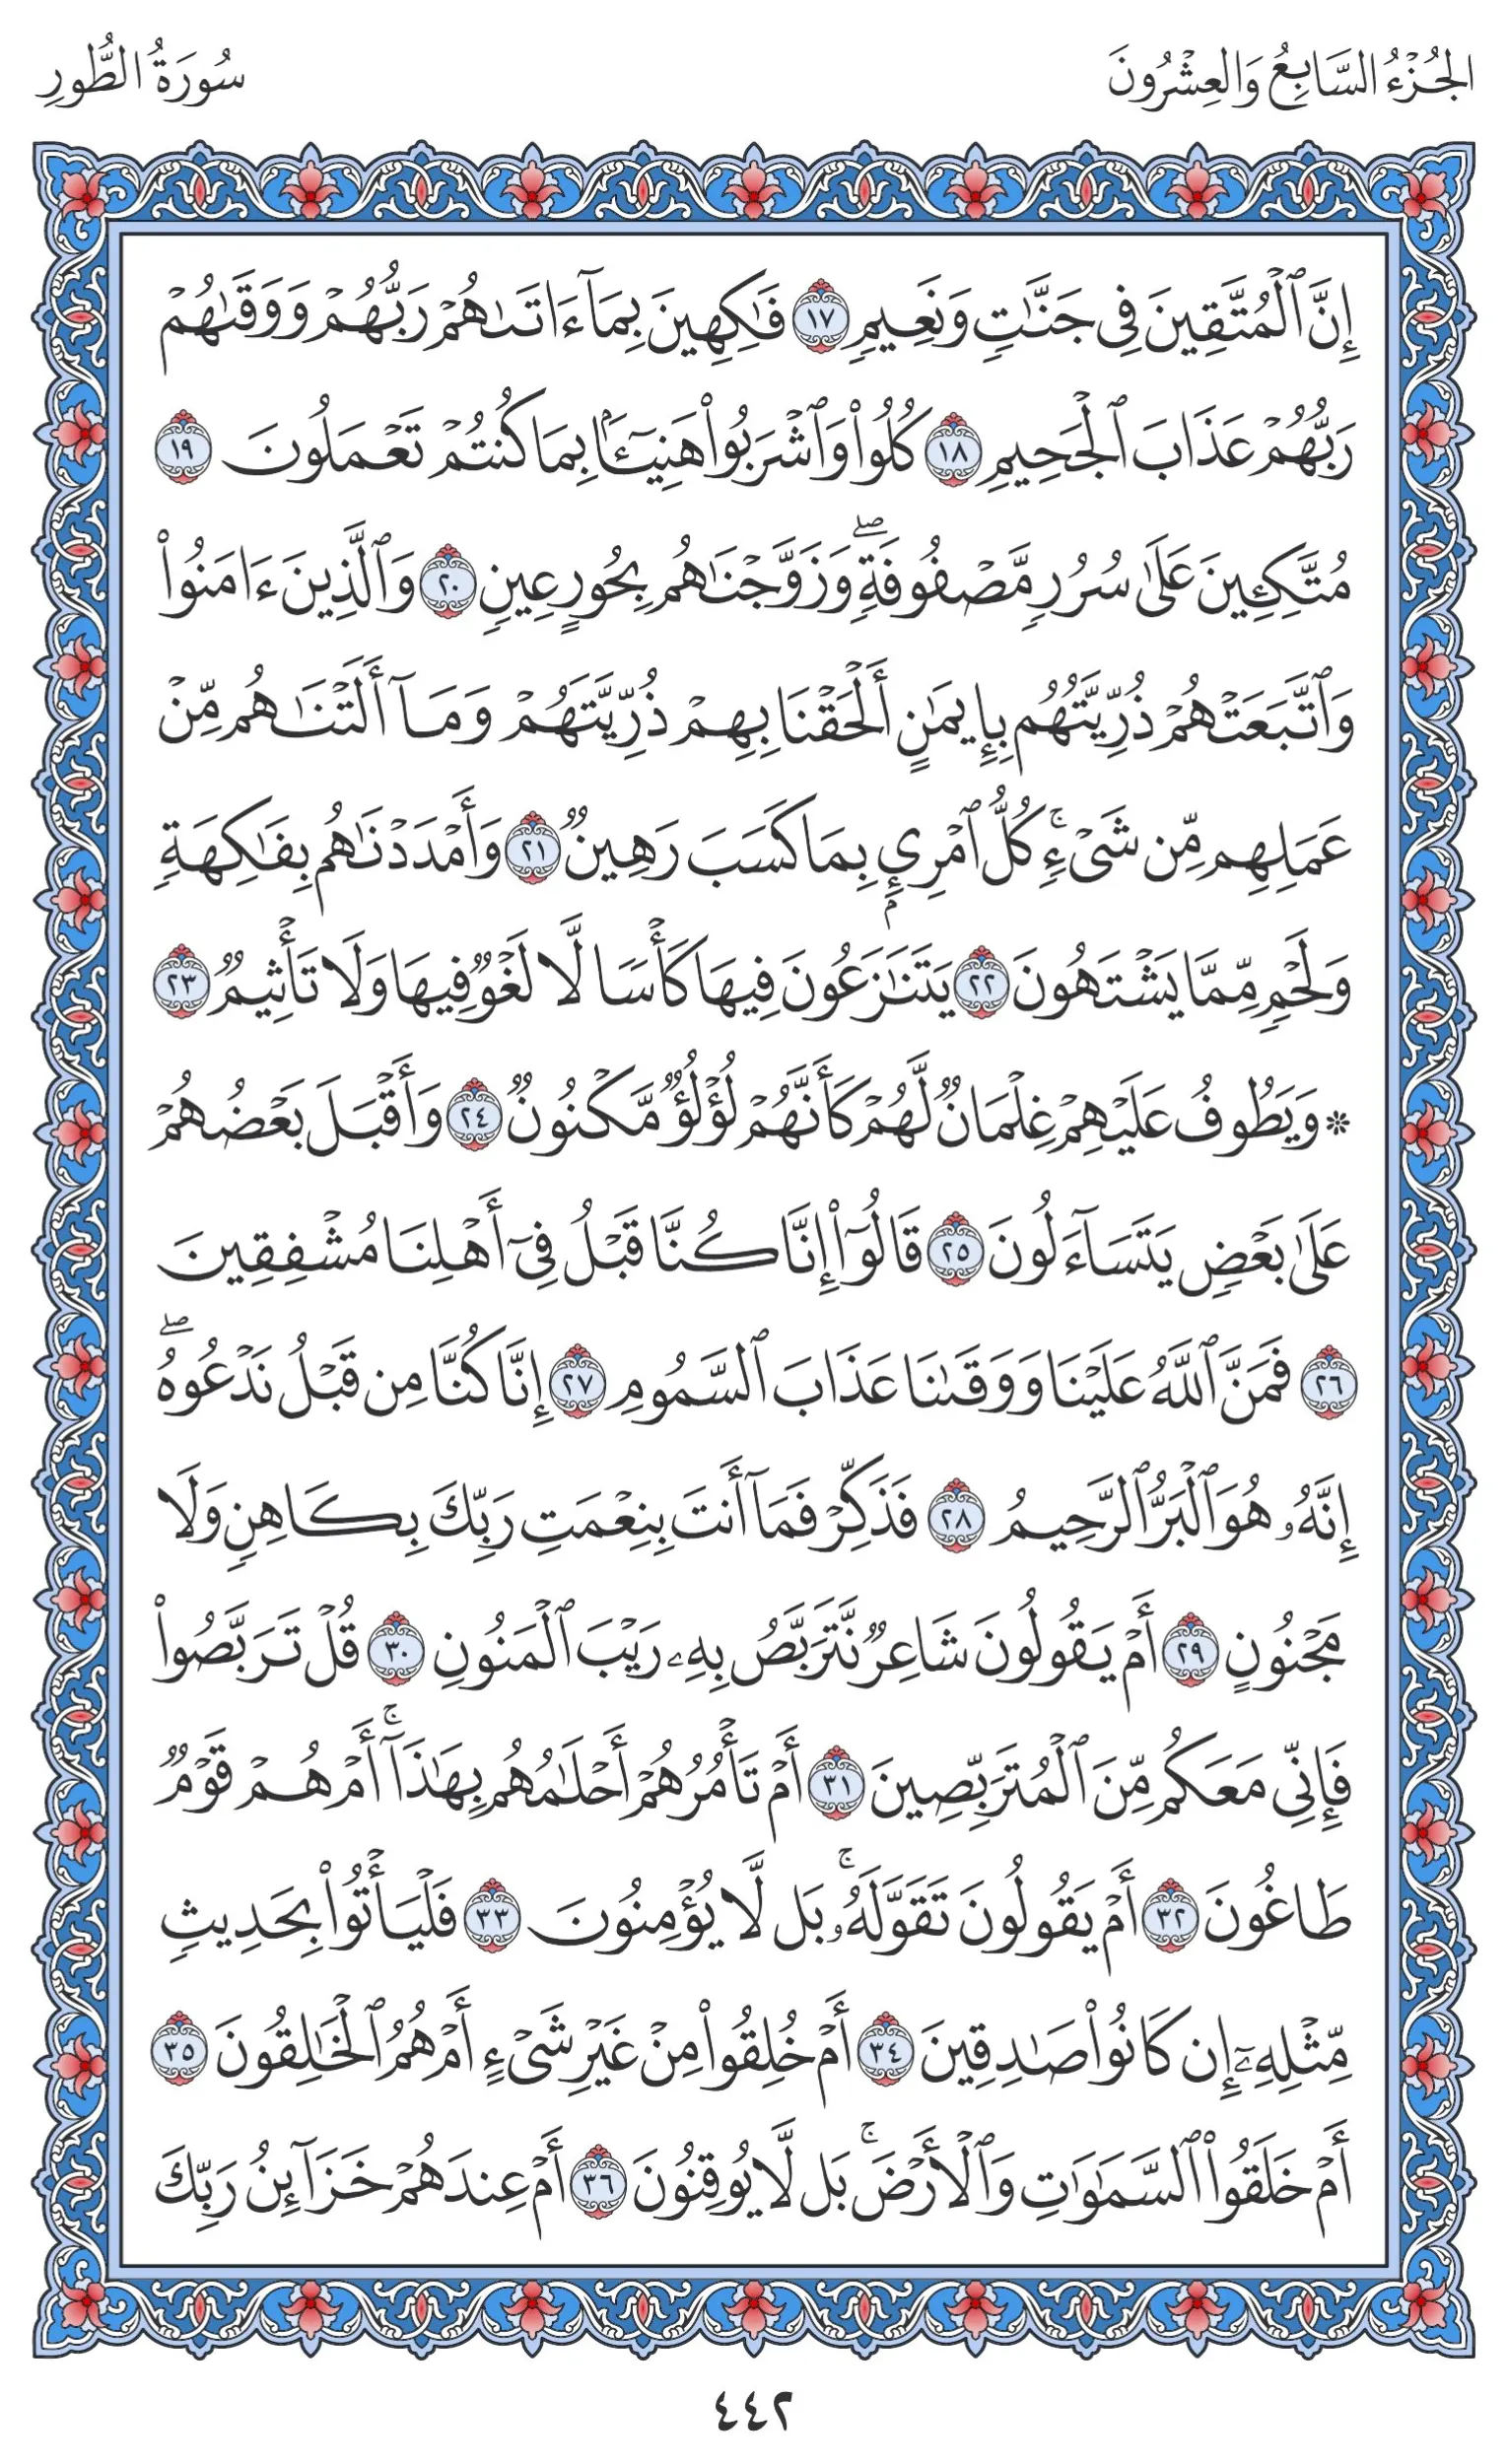 الجُزْءُ السَّابِعُ وَالعِشْرُونَ
سُورَةُ الطُّورِ
إِنَّ ٱلْمُتَّقِينَ فِى جَنَّـٰتٍ وَنَعِيمٍ ١٧ فَـٰكِهِينَ بِمَآ ءَاتَىٰهُمْ رَبُّهُمْ وَوَقَىٰهُمْ
رَبُّهُمْ عَذَابَ ٱلْجَحِيمِ ١٨ كُلُوا۟ وَٱشْرَبُوا۟ هَنِيٓـًٔۢا بِمَا كُنتُمْ تَعْمَلُونَ ١٩
مُتَّكِـِٔينَ عَلَىٰ سُرُرٍ مَّصْفُوفَةٍ ۖ وَزَوَّجْنَـٰهُم بِحُورٍ عِينٍ ٢٠ وَٱلَّذِينَ ءَامَنُوا۟
وَٱتَّبَعَتْهُمْ ذُرِّيَّتُهُم بِإِيمَـٰنٍ أَلْحَقْنَا بِهِمْ ذُرِّيَّتَهُمْ وَمَآ أَلَتْنَـٰهُم مِّنْ
عَمَلِهِم مِّن شَىْءٍ ۚ كُلُّ ٱمْرِئٍۭ بِمَا كَسَبَ رَهِينٌ ٢١ وَأَمْدَدْنَـٰهُم بِفَـٰكِهَةٍ
وَلَحْمٍ مِّمَّا يَشْتَهُونَ ٢٢ يَتَنَـٰزَعُونَ فِيهَا كَأْسًا لَّا لَغْوٌ فِيهَا وَلَا تَأْثِيمٌ ٢٣
۞ وَيَطُوفُ عَلَيْهِمْ غِلْمَانٌ لَّهُمْ كَأَنَّهُمْ لُؤْلُؤٌ مَّكْنُونٌ ٢٤ وَأَقْبَلَ بَعْضُهُمْ
عَلَىٰ بَعْضٍ يَتَسَآءَلُونَ ٢٥ قَالُوٓا۟ إِنَّا كُنَّا قَبْلُ فِىٓ أَهْلِنَا مُشْفِقِينَ
٢٦ فَمَنَّ ٱللَّهُ عَلَيْنَا وَوَقَىٰنَا عَذَابَ ٱلسَّمُومِ ٢٧ إِنَّا كُنَّا مِن قَبْلُ نَدْعُوهُ ۖ
إِنَّهُۥ هُوَ ٱلْبَرُّ ٱلرَّحِيمُ ٢٨ فَذَكِّرْ فَمَآ أَنتَ بِنِعْمَتِ رَبِّكَ بِكَاهِنٍ وَلَا
مَجْنُونٍ ٢٩ أَمْ يَقُولُونَ شَاعِرٌ نَّتَرَبَّصُ بِهِۦ رَيْبَ ٱلْمَنُونِ ٣٠ قُلْ تَرَبَّصُوا۟
فَإِنِّى مَعَكُم مِّنَ ٱلْمُتَرَبِّصِينَ ٣١ أَمْ تَأْمُرُهُمْ أَحْلَـٰمُهُم بِهَـٰذَآ ۚ أَمْ هُمْ قَوْمٌ
طَاغُونَ ٣٢ أَمْ يَقُولُونَ تَقَوَّلَهُۥ ۚ بَل لَّا يُؤْمِنُونَ ٣٣ فَلْيَأْتُوا۟ بِحَدِيثٍ
مِّثْلِهِۦٓ إِن كَانُوا۟ صَـٰدِقِينَ ٣٤ أَمْ خُلِقُوا۟ مِنْ غَيْرِ شَىْءٍ أَمْ هُمُ ٱلْخَـٰلِقُونَ ٣٥
أَمْ خَلَقُوا۟ ٱلسَّمَـٰوَٰتِ وَٱلْأَرْضَ ۚ بَل لَّا يُوقِنُونَ ٣٦ أَمْ عِندَهُمْ خَزَآئِنُ رَبِّكَ
٤٤٢